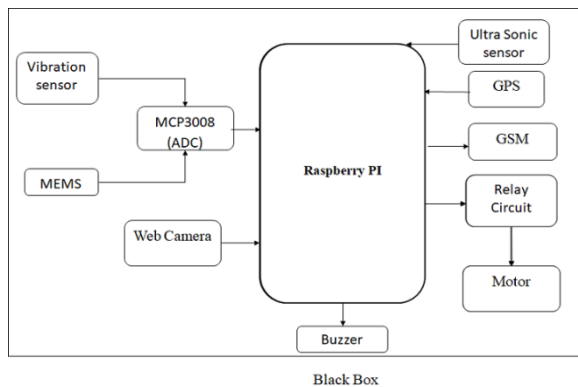 Ultra Sonic
sensor
Vibration
sensor
GPS
MCP3008
(ADC)
GSM
Raspberry PI
MEMS
Relay
Circuit
Web Camera
Motor
Buzzer
Black Box